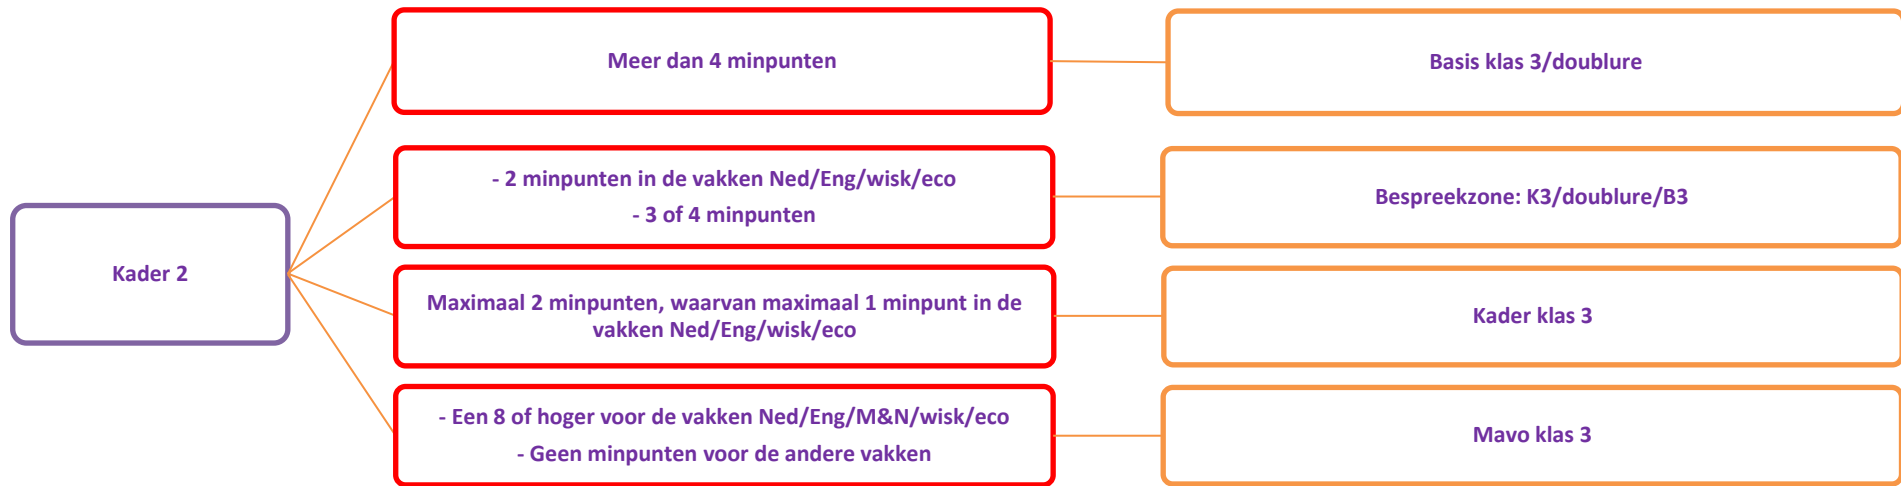 Kader 2
Meer dan 4 minpunten
Basis klas 3/doublure
- 2 minpunten in de vakken Ned/Eng/wisk/eco
- 3 of 4 minpunten
Bespreekzone: K3/doublure/B3
Maximaal 2 minpunten, waarvan maximaal 1 minpunt in de
vakken Ned/Eng/wisk/eco
Kader klas 3
- Een 8 of hoger voor de vakken Ned/Eng/M&N/wisk/eco
- Geen minpunten voor de andere vakken
Mavo klas 3